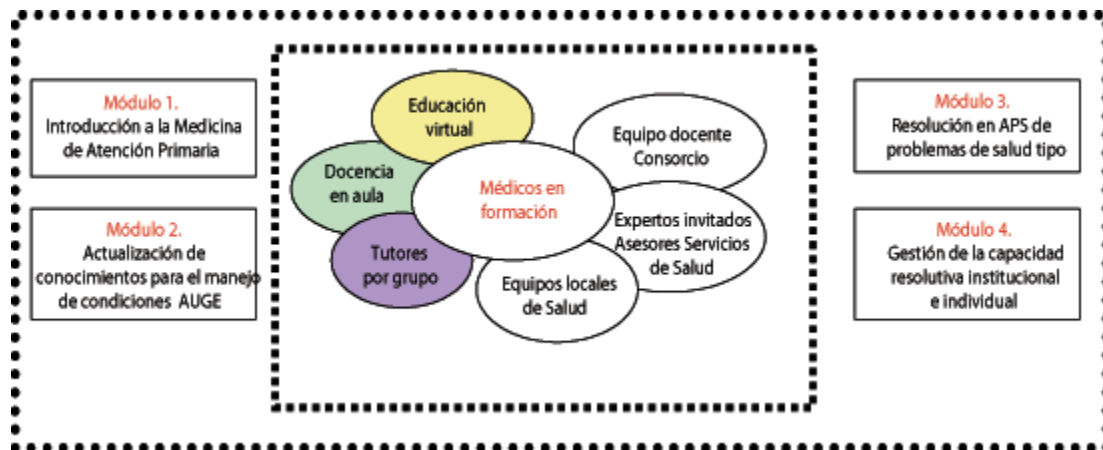 Módulo 1.
Introducción a la Medicina
de Atención Primaria
Módulo 2.
Actualización de
conocimientos para el manejo
de condiciones AUGE
Educación
virtual
Docencia
en aula
Tutores
por grupo
Médicos en
formación
Equipo docente
Consorcio
Expertos invitados
Asesores Servicios
de Salud
Equipos locales
de Salud
Módulo 3.
Resolución en APS de
problemas de salud tipo
Módulo 4.
Gestión de la capacidad
resolutiva institucional
e individual